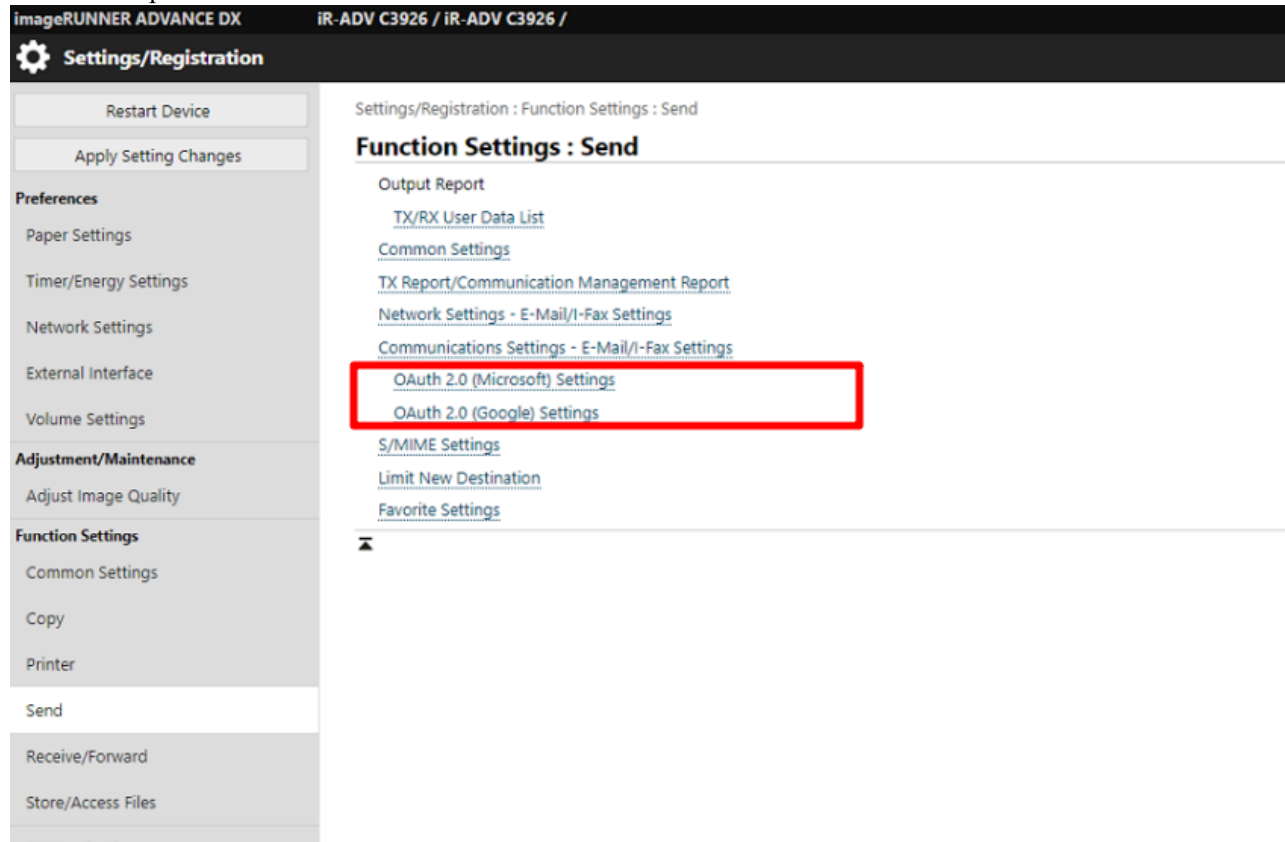 imageRUNNER ADVANCE DX iR-ADV C3926 / iR-ADV C3926 /
Settings/Registration
Restart Device
Apply Setting Changes
Preferences
Paper Settings
Timer/Energy Settings
Network Settings
External Interface
Volume Settings
Adjustment/Maintenance
Adjust Image Quality
Function Settings
Common Settings
Copy
Printer
Send
Receive/Forward
Store/Access Files
Settings/Registration : Function Settings : Send
Function Settings : Send
Output Report
TX/RX User Data List
Common Settings
TX Report/Communication Management Report
Network Settings - E-Mail/I-Fax Settings
Communications Settings - E-Mail/I-Fax Settings
OAuth 2.0 (Microsoft) Settings
OAuth 2.0 (Google) Settings
S/MIME Settings
Limit New Destination
Favorite Settings